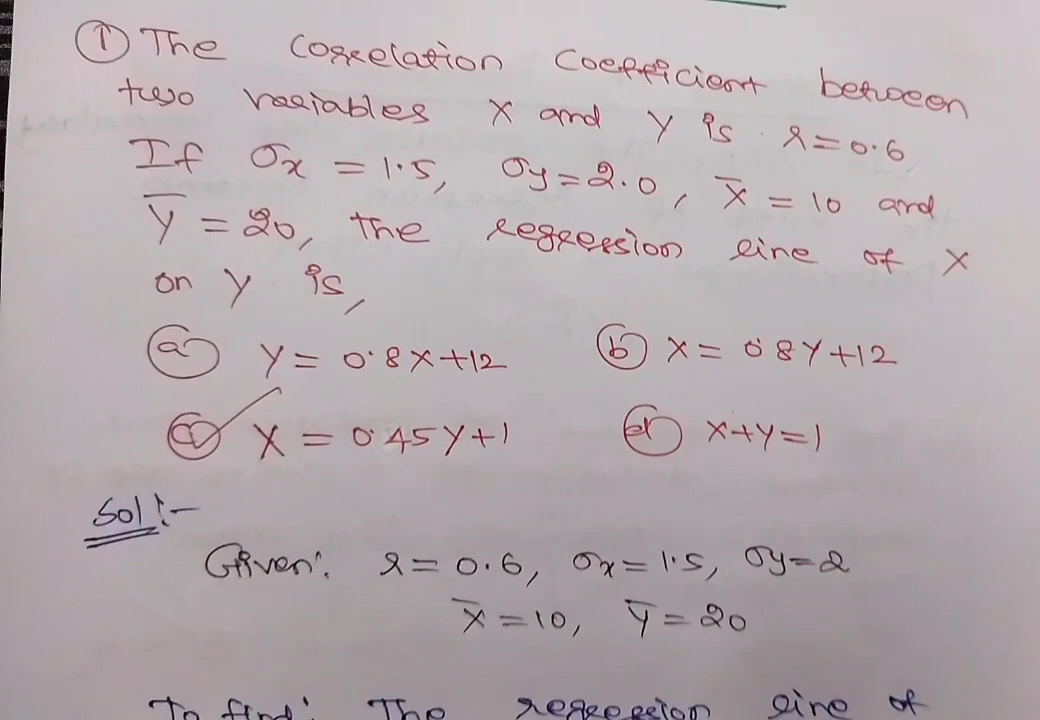 ① The Correlation Coefficient between
two variables X and Y is r=0.6
If σx = 1.5, σy=2.0, X̅ = 10 and
Y̅ = 20, the regression line of X
on Y is,
ⓐ Y = 0.8X+12 ⓑ X = 0.8Y+12
ⓒ X = 0.45Y+1 ⓓ X+Y=1
Sol:-
Given: r=0.6, σx=1.5, σy=2
X̅=10, Y̅=20
To find: The regression line of